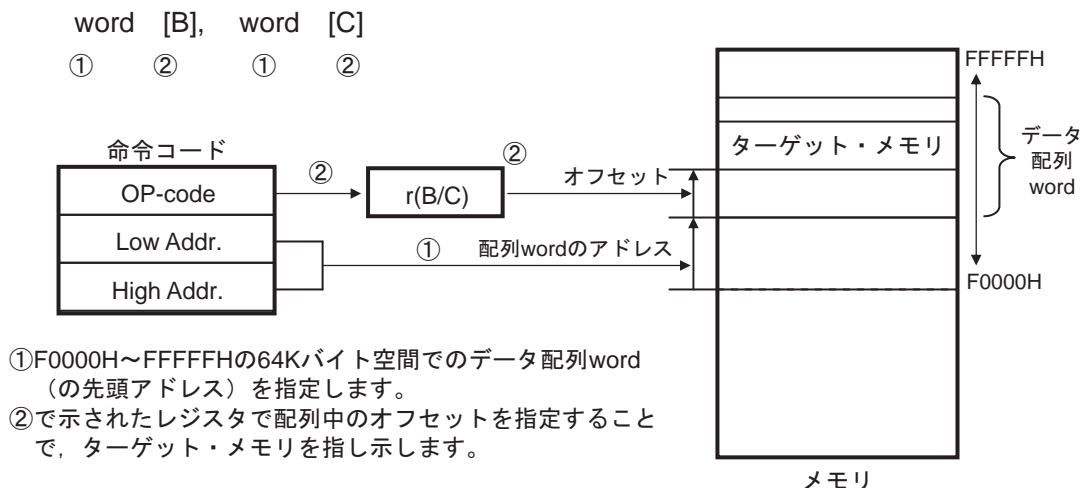 word [B], word [C]
① ② ① ②
命令コード
OP-code
Low Addr.
High Addr.
②
r(B/C)
②
オフセット
①
配列wordのアドレス
FFFFFH
ターゲット・メモリ
データ
配列
word
F0000H
メモリ
①F0000H～FFFFFHの64Kバイト空間でのデータ配列word
（の先頭アドレス）を指定します。
②で示されたレジスタで配列中のオフセットを指定すること
で，ターゲット・メモリを指し示します。